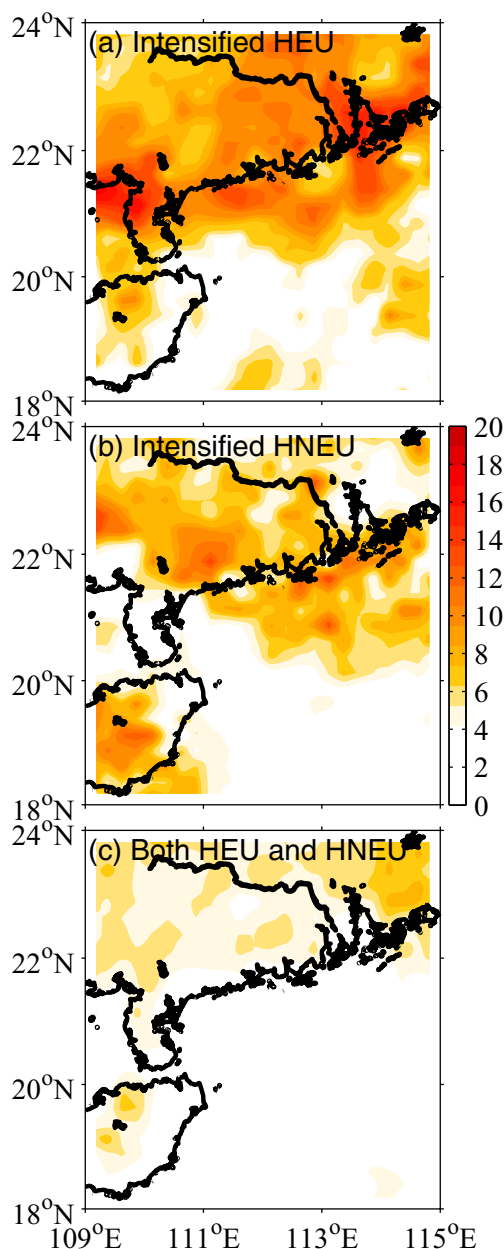 24°N
(a) Intensified HEU
22°N
20°N
18°N
24°N
(b) Intensified HNEU
22°N
20°N
18°N
20
18
16
14
12
10
8
6
4
2
0
24°N
(c) Both HEU and HNEU
22°N
20°N
18°N
109°E 111°E 113°E 115°E